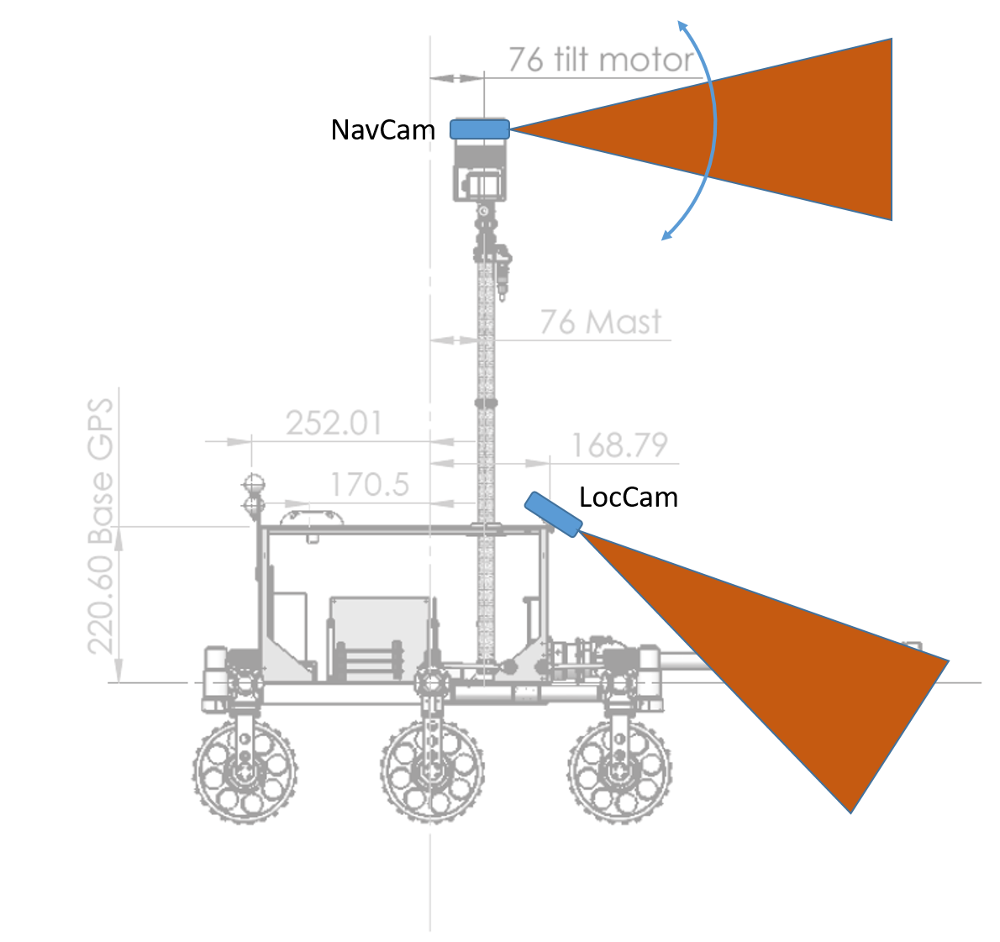 76 tilt motor
NavCam
76 Mast
252.01
168.79
170.5
LocCam
220.60 Base GPS